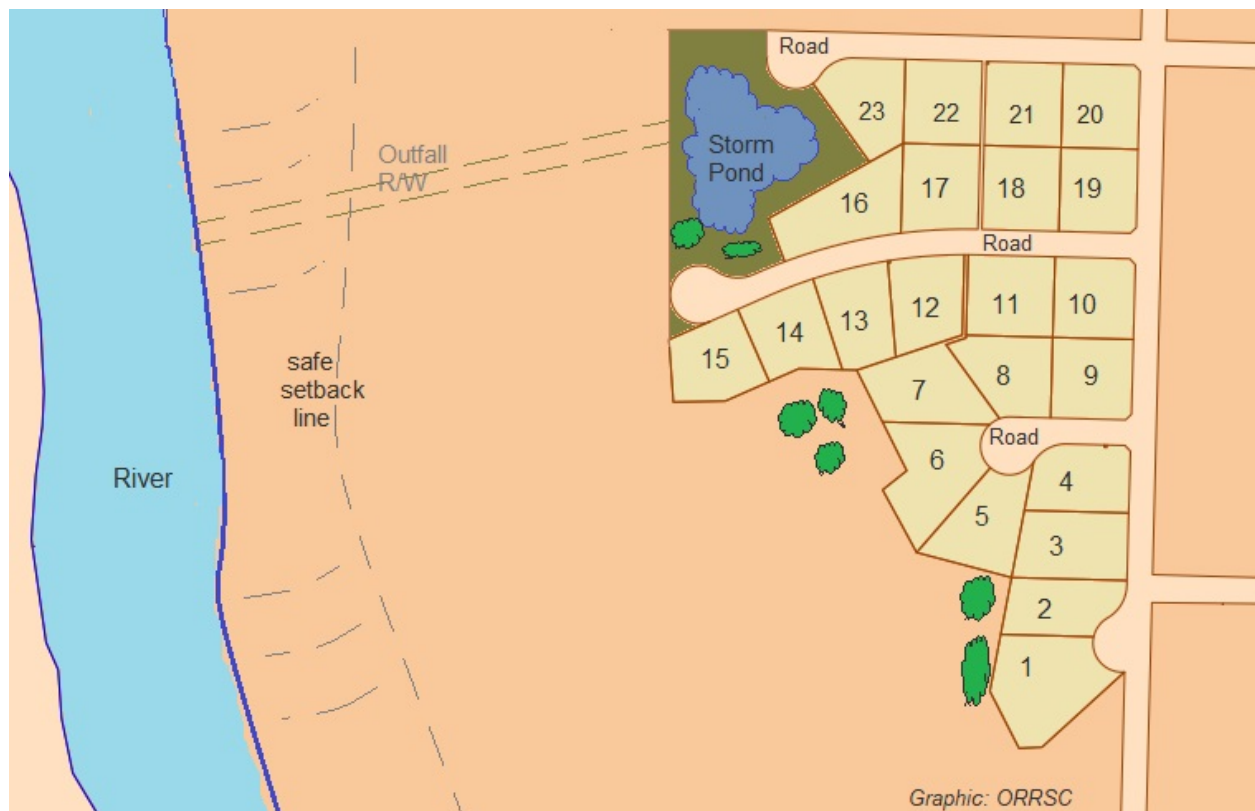 Road
23
22
21
20
Outfall
R/W
Storm
Pond
16
17
18
19
Road
15
14
13
12
11
10
safe
setback
line
7
8
9
Road
River
6
5
4
3
2
1
Graphic: ORRSC